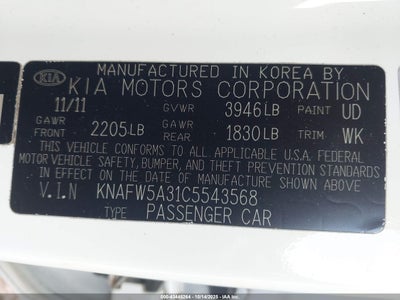 MANUFACTURED IN KOREA BY
KIA KIA MOTORS CORPORATION
11/11 GVWR 3946LB PAINT UD
GAWR FRONT 2205LB GAWR REAR 1830LB TRIM WK
THIS VEHICLE CONFORMS TO ALL APPLICABLE U.S.A. FEDERAL
MOTOR VEHICLE SAFETY, BUMPER, AND THEFT PREVENTION STANDARDS
IN EFFECT ON THE DATE OF MANUFACTURE SHOWN ABOVE
V.I.N KNAFW5A31C5543568
TYPE PASSENGER CAR
000-43446264 - 10/14/2025 - IAA, Inc.